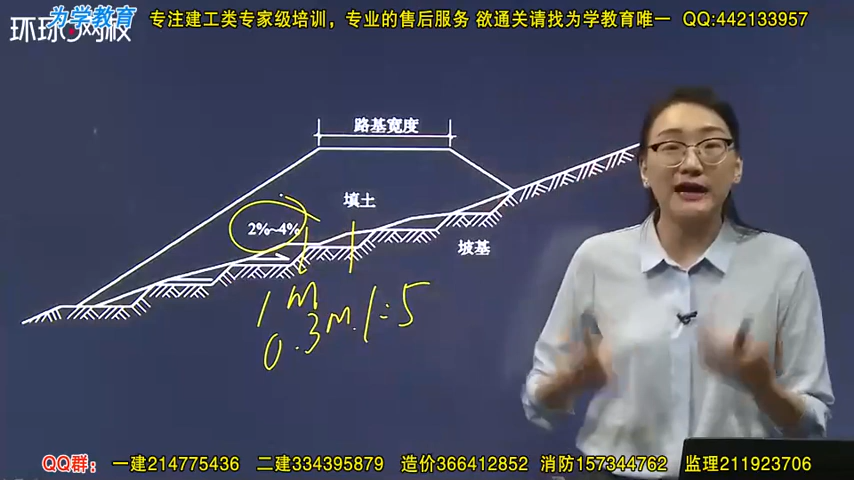 为学教育 专注建工类专家级培训，专业的售后服务 欲通关请找为学教育唯一 QQ:442133957
环球网校
路基宽度
填土
2%~4%
坡基
1m
0.3m. 1:5
QQ群： 一建214775436 二建334395879 造价366412852 消防157344762 监理211923706